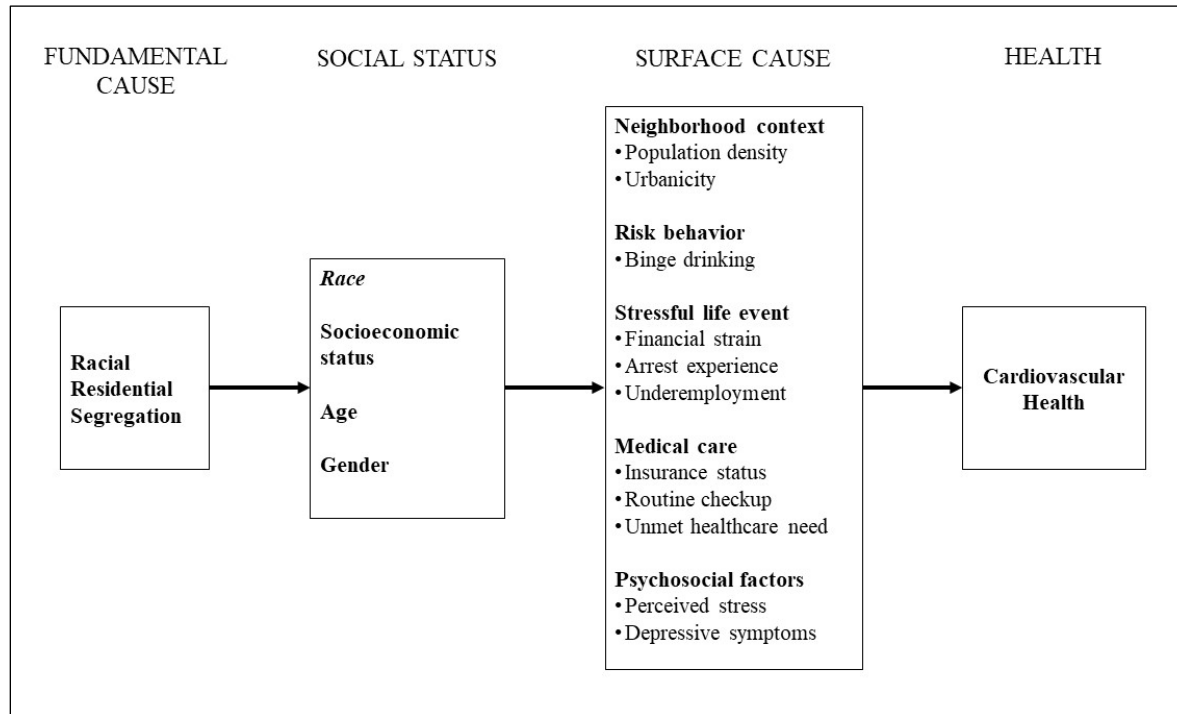 FUNDAMENTAL
CAUSE
SOCIAL STATUS
SURFACE CAUSE
HEALTH
Racial
Residential
Segregation
Race
Socioeconomic
status
Age
Gender
Neighborhood context
•Population density
•Urbanicity
Risk behavior
•Binge drinking
Stressful life event
•Financial strain
•Arrest experience
•Underemployment
Medical care
•Insurance status
•Routine checkup
•Unmet healthcare need
Psychosocial factors
•Perceived stress
•Depressive symptoms
Cardiovascular
Health